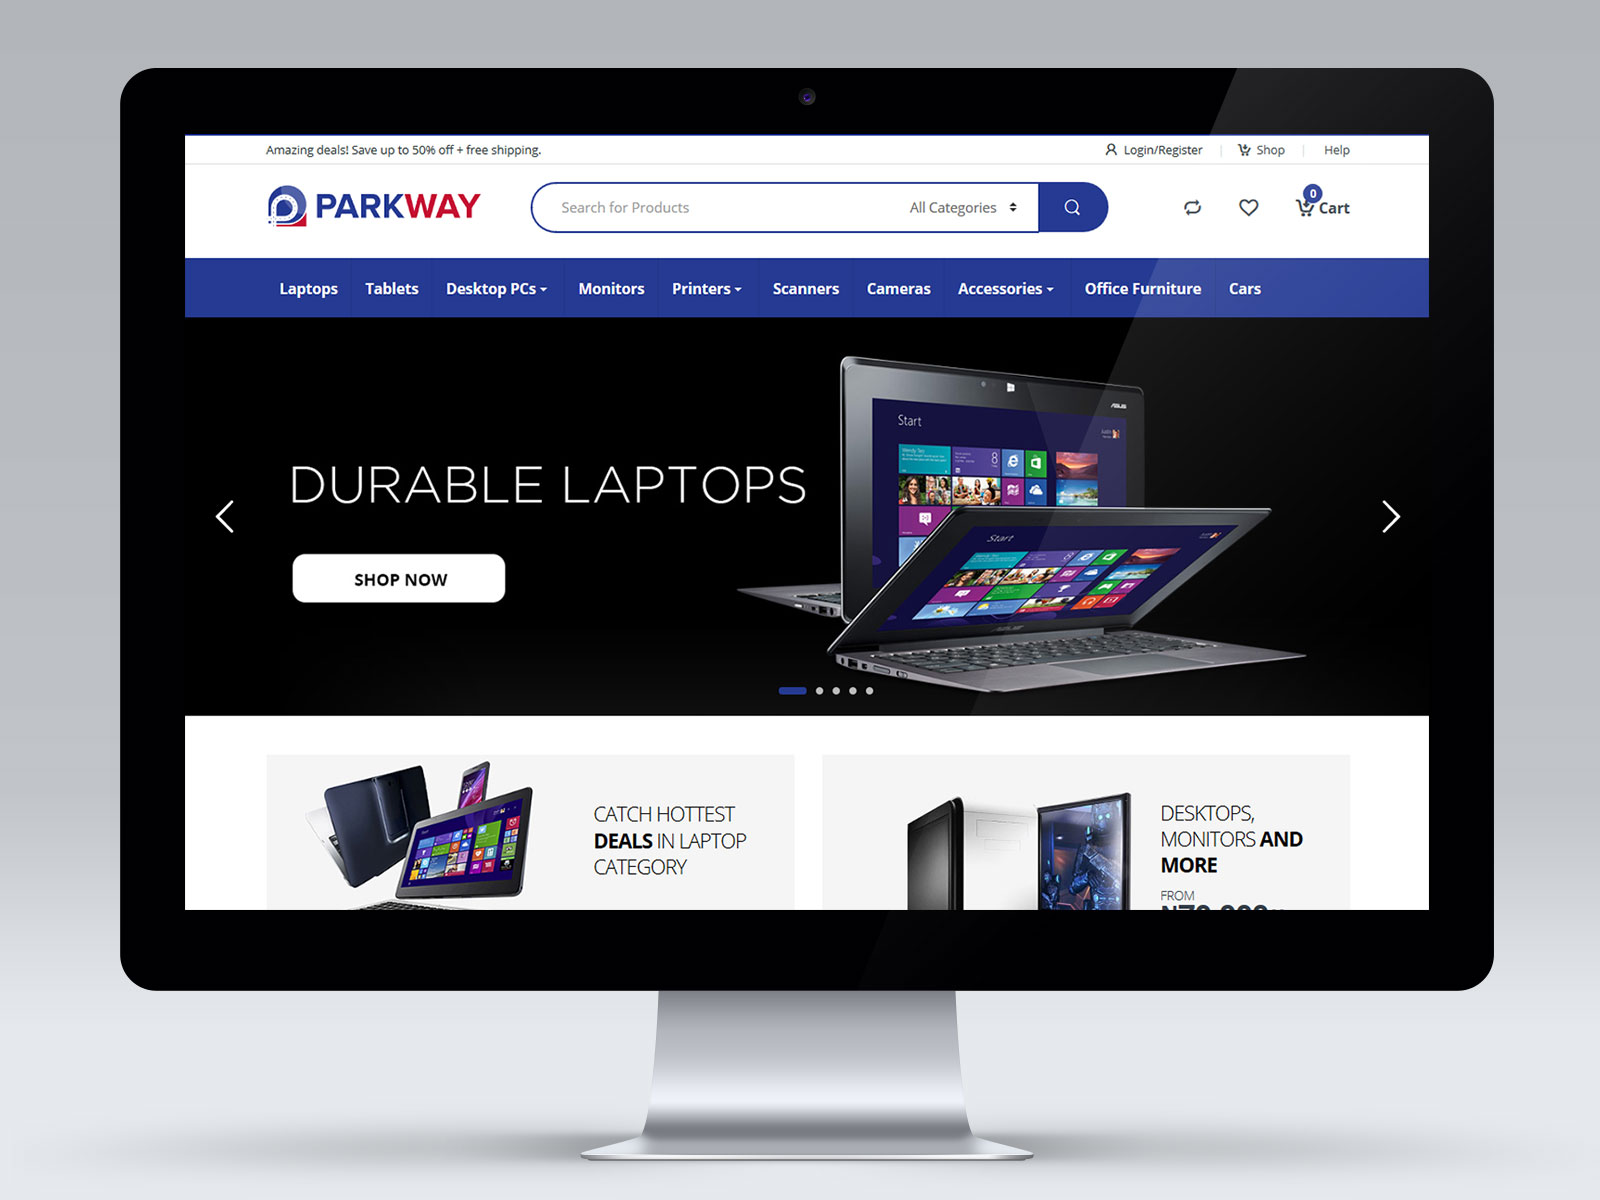 Amazing deals! Save up to 50% off + free shipping.
Login/Register
Shop
Help
PARKWAY
Search for Products
All Categories
0
Cart
Laptops
Tablets
Desktop PCs
Monitors
Printers
Scanners
Cameras
Accessories
Office Furniture
Cars
DURABLE LAPTOPS
SHOP NOW
ASUS
Start
Start
ASUS
CATCH HOTTEST
DEALS IN LAPTOP
CATEGORY
DESKTOPS,
MONITORS AND
MORE
FROM